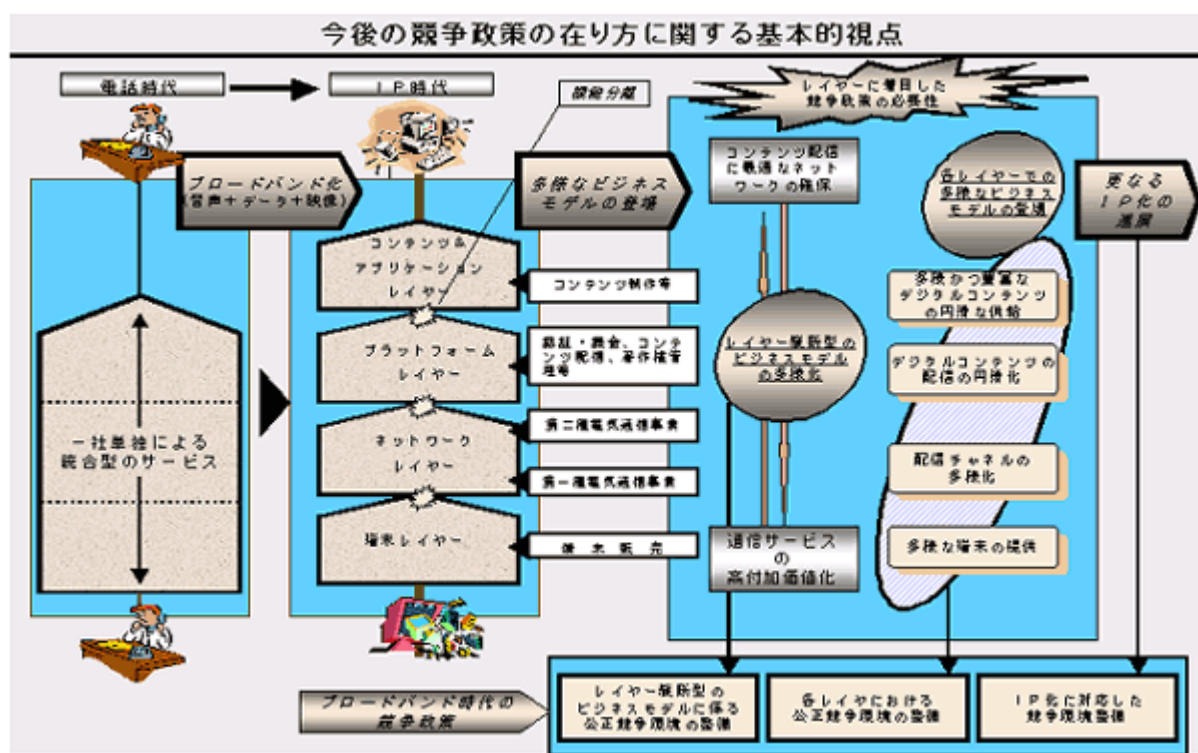 今後の競争政策の在り方に関する基本的視点
電話時代
IP時代
機能分離
レイヤーに着目した
競争政策の必要性
ブロードバンド化
(音声+データ+映像)
多様なビジネス
モデルの登場
コンテンツ配信
に最適なネット
ワークの確保
各レイヤーでの
多様なビジネス
モデルの登場
更なる
IP化の
進展
一社単独による
統合型のサービス
コンテンツ&
アプリケーション
レイヤー
プラットフォーム
レイヤー
ネットワーク
レイヤー
端末レイヤー
コンテンツ制作等
認証・課金、コンテ
ンツ配信、著作権管
理等
第二種電気通信事業
第一種電気通信事業
端末販売
レイヤー縦断型の
ビジネスモデル
の多様化
通信サービス
の
高付加価値化
多様かつ豊富な
デジタルコンテンツ
の円滑な供給
デジタルコンテンツの
配信の円滑化
配信チャネルの
多様化
多様な端末の提供
ブロードバンド時代の
競争政策
レイヤー縦断型の
ビジネスモデルに係る
公正競争環境の整備
各レイヤにおける
公正競争環境の整備
IP化に対応した
競争環境整備